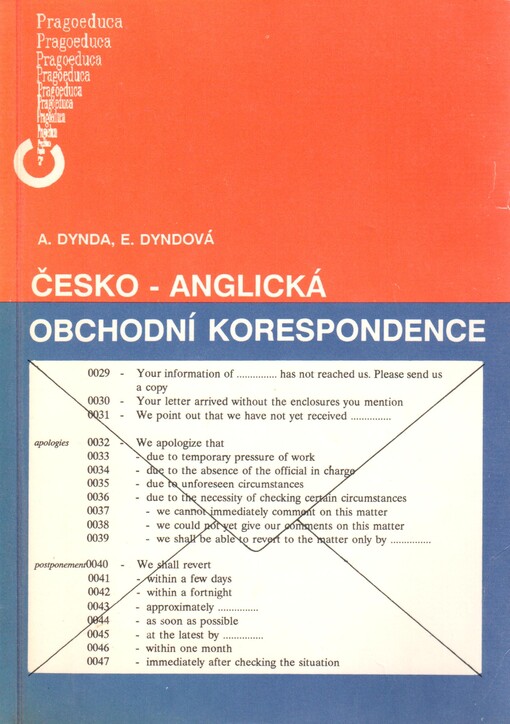 Pragoeduca
Pragoeduca
Pragoeduca
Pragoeduca
Pragoeduca
Pragoeduca
Pragoeduca
A. DYNDA, E. DYNDOVÁ
ČESKO - ANGLICKÁ
OBCHODNÍ KORESPONDENCE
0029 - Your information of .............. has not reached us. Please send us
a copy
0030 - Your letter arrived without the enclosures you mention
0031 - We point out that we have not yet received ..............
apologies 0032 - We apologize that
0033 - due to temporary pressure of work
0034 - due to the absence of the official in charge
0035 - due to unforeseen circumstances
0036 - due to the necessity of checking certain circumstances
0037 - we cannot immediately comment on this matter
0038 - we could not yet give our comments on this matter
0039 - we shall be able to revert to the matter only by ..............
postponement 0040 - We shall revert
0041 - within a few days
0042 - within a fortnight
0043 - approximately ..............
0044 - as soon as possible
0045 - at the latest by ..............
0046 - within one month
0047 - immediately after checking the situation